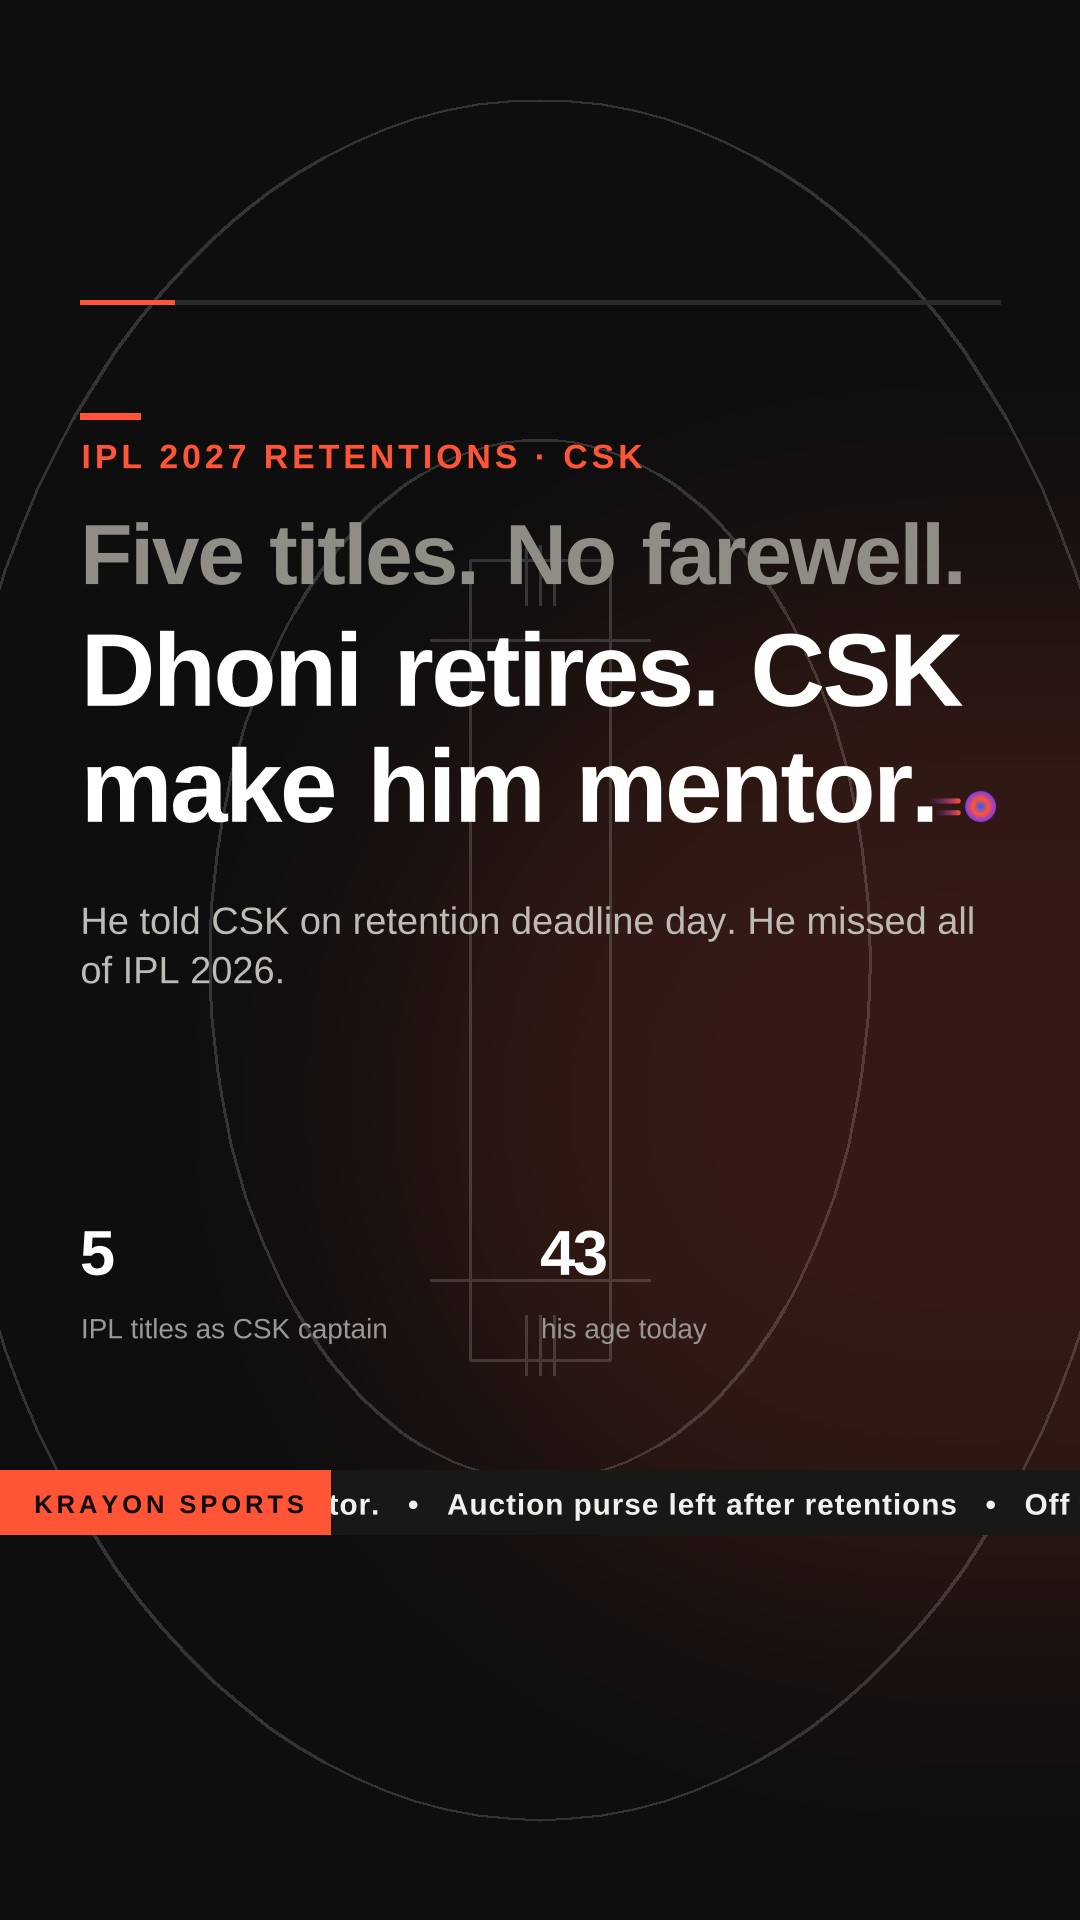 IPL 2027 RETENTIONS · CSK
Five titles. No farewell.
Dhoni retires. CSK
make him mentor.
He told CSK on retention deadline day. He missed all
of IPL 2026.
5
43
IPL titles as CSK captain
his age today
KRAYON SPORTS
tor. • Auction purse left after retentions • Off